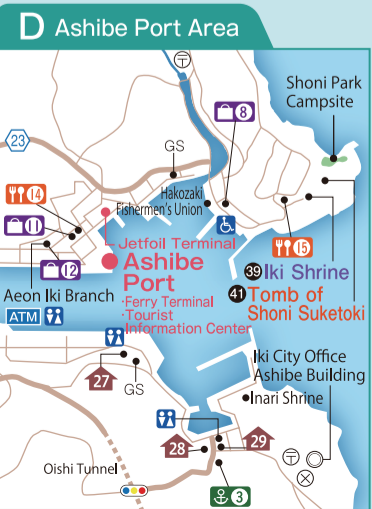 D Ashibe Port Area
〒
Shoni Park
Campsite
8
23
GS
14
Hakozaki
Fishermen's Union
11
15
Jetfoil Terminal
12
Ashibe
Port
39 Iki Shrine
Aeon Iki Branch
·Ferry Terminal
41 Tomb of
Shoni Suketoki
ATM
·Tourist
Information Center
Iki City Office
Ashibe Building
27
GS
Inari Shrine
28
29
〒
Oishi Tunnel
3